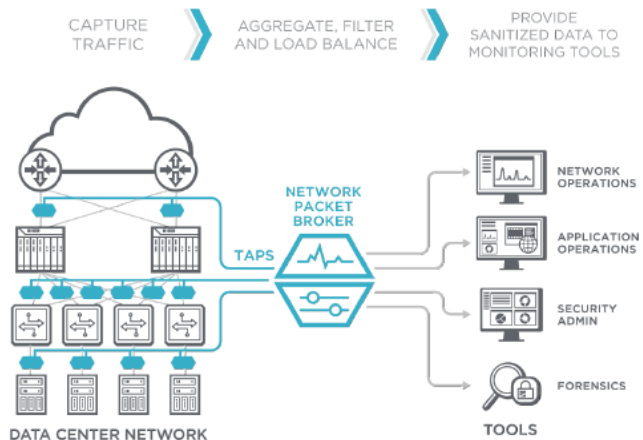 CAPTURE
TRAFFIC
AGGREGATE, FILTER
AND LOAD BALANCE
PROVIDE
SANITIZED DATA TO
MONITORING TOOLS
NETWORK
PACKET
BROKER
TAPS
NETWORK
OPERATIONS
APPLICATION
OPERATIONS
SECURITY
ADMIN
FORENSICS
DATA CENTER NETWORK
TOOLS